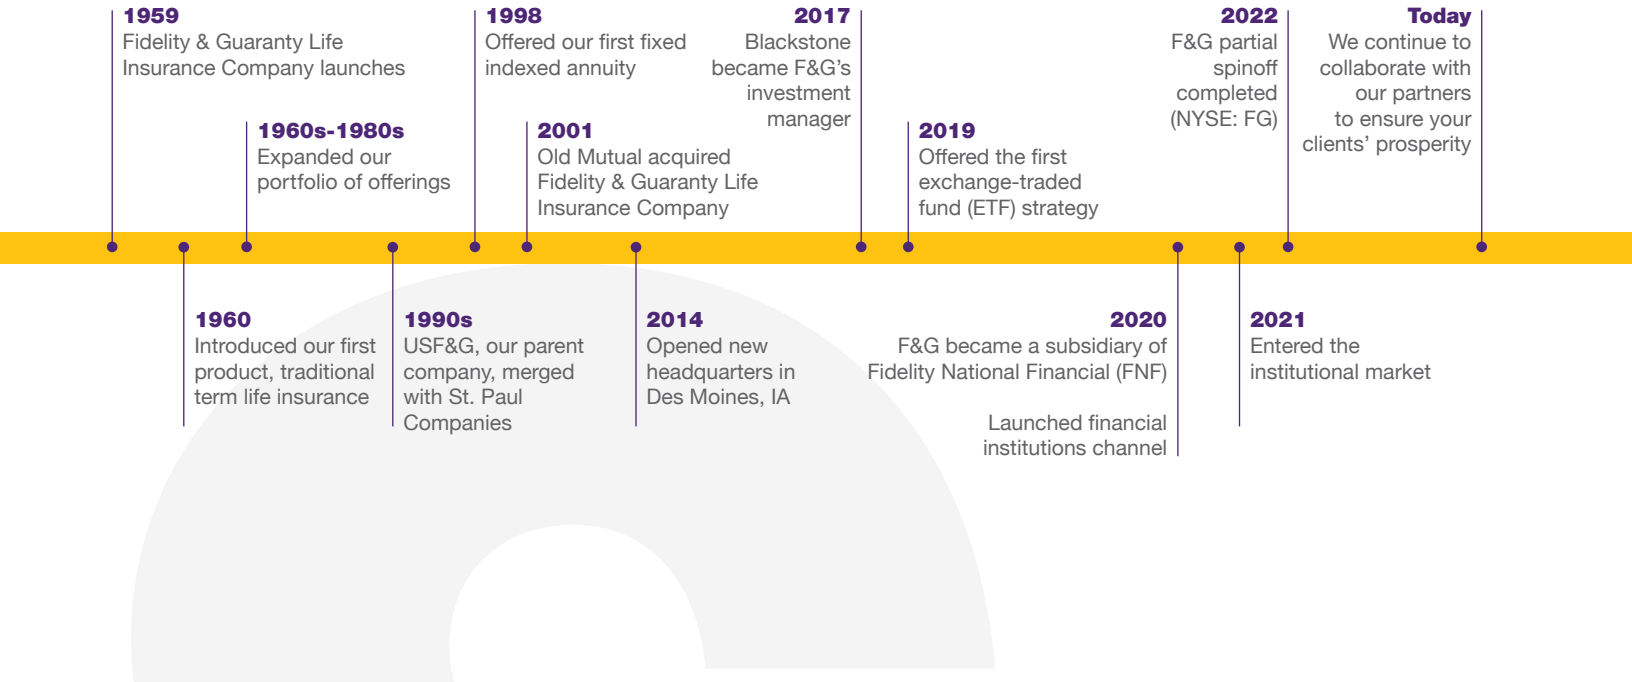 1959
Fidelity & Guaranty Life
Insurance Company launches
1960
Introduced our first
product, traditional
term life insurance
1960s-1980s
Expanded our
portfolio of offerings
1990s
USF&G, our parent
company, merged
with St. Paul
Companies
1998
Offered our first fixed
indexed annuity
2001
Old Mutual acquired
Fidelity & Guaranty Life
Insurance Company
2014
Opened new
headquarters in
Des Moines, IA
2017
Blackstone
became F&G’s
investment
manager
2019
Offered the first
exchange-traded
fund (ETF) strategy
2020
F&G became a subsidiary of
Fidelity National Financial (FNF)
Launched financial
institutions channel
2021
Entered the
institutional market
2022
F&G partial
spinoff
completed
(NYSE: FG)
Today
We continue to
collaborate with
our partners
to ensure your
clients’ prosperity